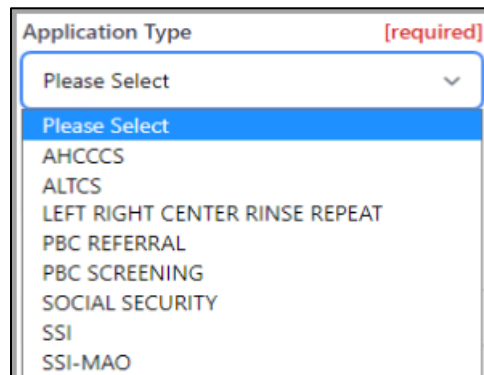 Application Type [required]
Please Select
Please Select
AHCCCS
ALTCS
LEFT RIGHT CENTER RINSE REPEAT
PBC REFERRAL
PBC SCREENING
SOCIAL SECURITY
SSI
SSI-MAO